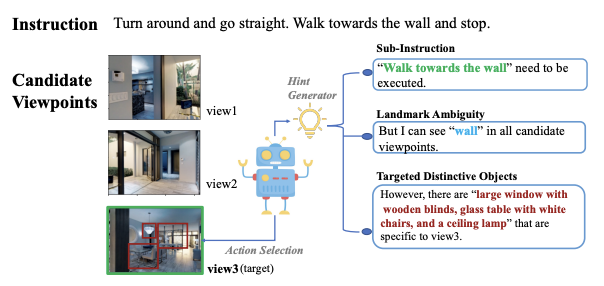 Instruction Turn around and go straight. Walk towards the wall and stop.
Candidate
Viewpoints
view1
view2
view3 (target)
Hint
Generator
Action Selection
Sub-Instruction
“Walk towards the wall” need to be
executed.
Landmark Ambiguity
But I can see “wall” in all candidate
viewpoints.
Targeted Distinctive Objects
However, there are “large window with
wooden blinds, glass table with white
chairs, and a ceiling lamp” that are
specific to view3.